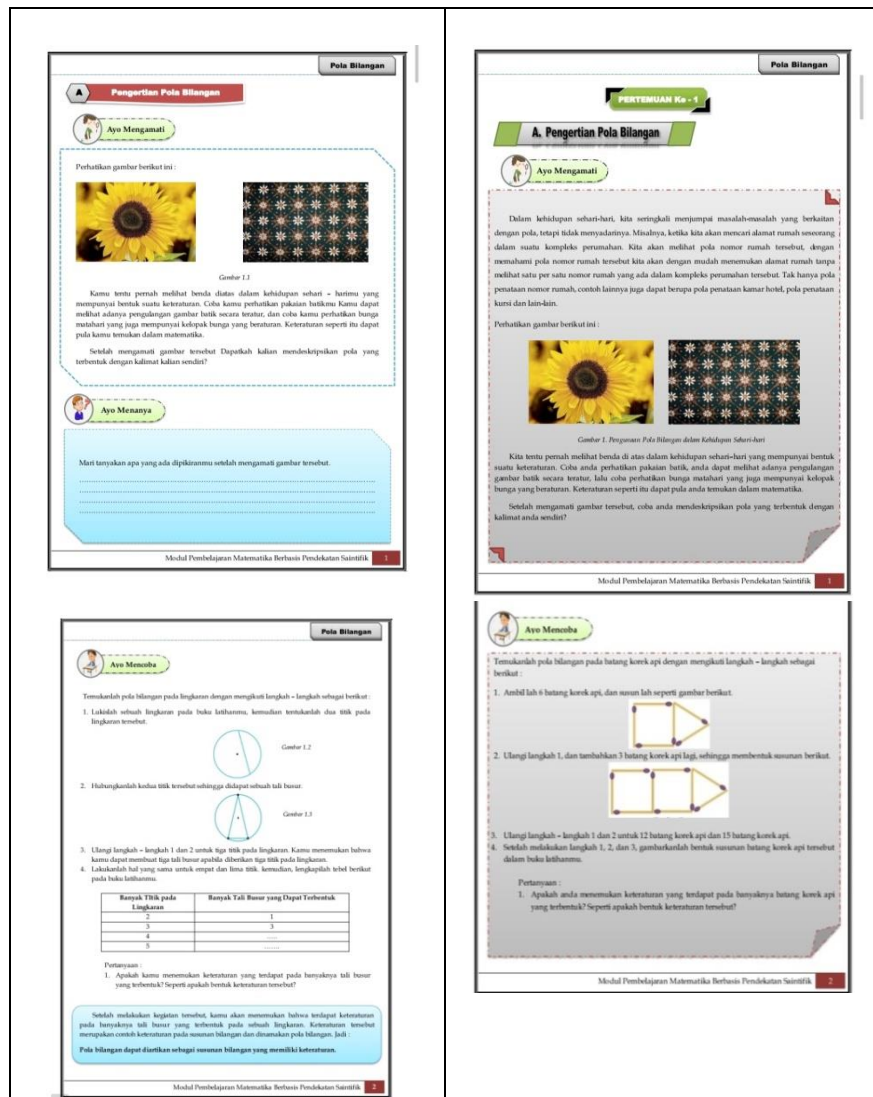 Pola Bilangan
A
Pengertian Pola Bilangan
Ayo Mengamati
Perhatikan gambar berikut ini :
Gambar 1.1
Kamu tentu pernah melihat benda diatas dalam kehidupan sehari – harimu yang
mempunyai bentuk suatu keteraturan. Coba kamu perhatikan pakaian batikmu Kamu dapat
melihat adanya pengulangan gambar batik secara teratur, dan coba kamu perhatikan bunga
matahari yang juga mempunyai kelopak bunga yang beraturan. Keteraturan seperti itu dapat
pula kamu temukan dalam matematika.
Setelah mengamati gambar tersebut Dapatkah kalian mendeskripsikan pola yang
terbentuk dengan kalimat kalian sendiri?
Ayo Menanya
Mari tanyakan apa yang ada dipikiranmu setelah mengamati gambar tersebut.
Modul Pembelajaran Matematika Berbasis Pendekatan Saintifik 1
Pola Bilangan
Ayo Mencoba
Temukanlah pola bilangan pada lingkaran dengan mengikuti langkah – langkah sebagai berikut :
1. Lukislah sebuah lingkaran pada buku latihanmu, kemudian tentukanlah dua titik pada
lingkaran tersebut.
Gambar 1.2
2. Hubungkanlah kedua titik tersebut sehingga didapat sebuah tali busur.
Gambar 1.3
3. Ulangi langkah – langkah 1 dan 2 untuk tiga titik pada lingkaran. Kamu menemukan bahwa
kamu dapat membuat tiga tali busur apabila diberikan tiga titik pada lingkaran.
4. Lakukanlah hal yang sama untuk empat dan lima titik. kemudian, lengkapilah tebel berikut
pada buku latihanmu.
Banyak TItik pada Banyak Tali Busur yang Dapat Terbentuk
Lingkaran
2 1
3 3
4 ......
5 ........
Pertanyaan :
1. Apakah kamu menemukan keteraturan yang terdapat pada banyaknya tali busur
yang terbentuk? Seperti apakah bentuk keteraturan tersebut?
Setelah melakukan kegiatan tersebut, kamu akan menemukan bahwa terdapat keteraturan
pada banyaknya tali busur yang terbentuk pada sebuah lingkaran. Keteraturan tersebut
merupakan contoh keteraturan pada susunan bilangan dan dinamakan pola bilangan. Jadi :
Pola bilangan dapat diartikan sebagai susunan bilangan yang memiliki keteraturan.
Modul Pembelajaran Matematika Berbasis Pendekatan Saintifik 2
Pola Bilangan
PERTEMUAN Ke - 1
A. Pengertian Pola Bilangan
Ayo Mengamati
Dalam kehidupan sehari-hari, kita seringkali menjumpai masalah-masalah yang berkaitan
dengan pola, tetapi tidak menyadarinya. Misalnya, ketika kita akan mencari alamat rumah seseorang
dalam suatu kompleks perumahan. Kita akan melihat pola nomor rumah tersebut, dengan
memahami pola nomor rumah tersebut kita akan dengan mudah menemukan alamat rumah tanpa
melihat satu per satu nomor rumah yang ada dalam kompleks perumahan tersebut. Tak hanya pola
penataan nomor rumah, contoh lainnya juga dapat berupa pola penataan kamar hotel, pola penataan
kursi dan lain-lain.
Perhatikan gambar berikut ini :
Gambar 1. Penggunaan Pola Bilangan dalam Kehidupan Sehari-hari
Kita tentu pernah melihat benda di atas dalam kehidupan sehari–hari yang mempunyai bentuk
suatu keteraturan. Coba anda perhatikan pakaian batik, anda dapat melihat adanya pengulangan
gambar batik secara teratur, lalu coba perhatikan bunga matahari yang juga mempunyai kelopak
bunga yang beraturan. Keteraturan seperti itu dapat pula anda temukan dalam matematika.
Setelah mengamati gambar tersebut, coba anda mendeskripsikan pola yang terbentuk dengan
kalimat anda sendiri?
Modul Pembelajaran Matematika Berbasis Pendekatan Saintifik 1
Ayo Mencoba
Temukanlah pola bilangan pada batang korek api dengan mengikuti langkah – langkah sebagai
berikut :
1. Ambil lah 6 batang korek api, dan susun lah seperti gambar berikut.
2. Ulangi langkah 1, dan tambahkan 3 batang korek api lagi, sehingga membentuk susunan berikut.
3. Ulangi langkah – langkah 1 dan 2 untuk 12 batang korek api dan 15 batang korek api.
4. Setelah melakukan langkah 1, 2, dan 3, gambarkanlah bentuk susunan batang korek api tersebut
dalam buku latihanmu.
Pertanyaan :
1. Apakah anda menemukan keteraturan yang terdapat pada banyaknya batang korek api
yang terbentuk? Seperti apakah bentuk keteraturan tersebut?
Modul Pembelajaran Matematika Berbasis Pendekatan Saintifik 2